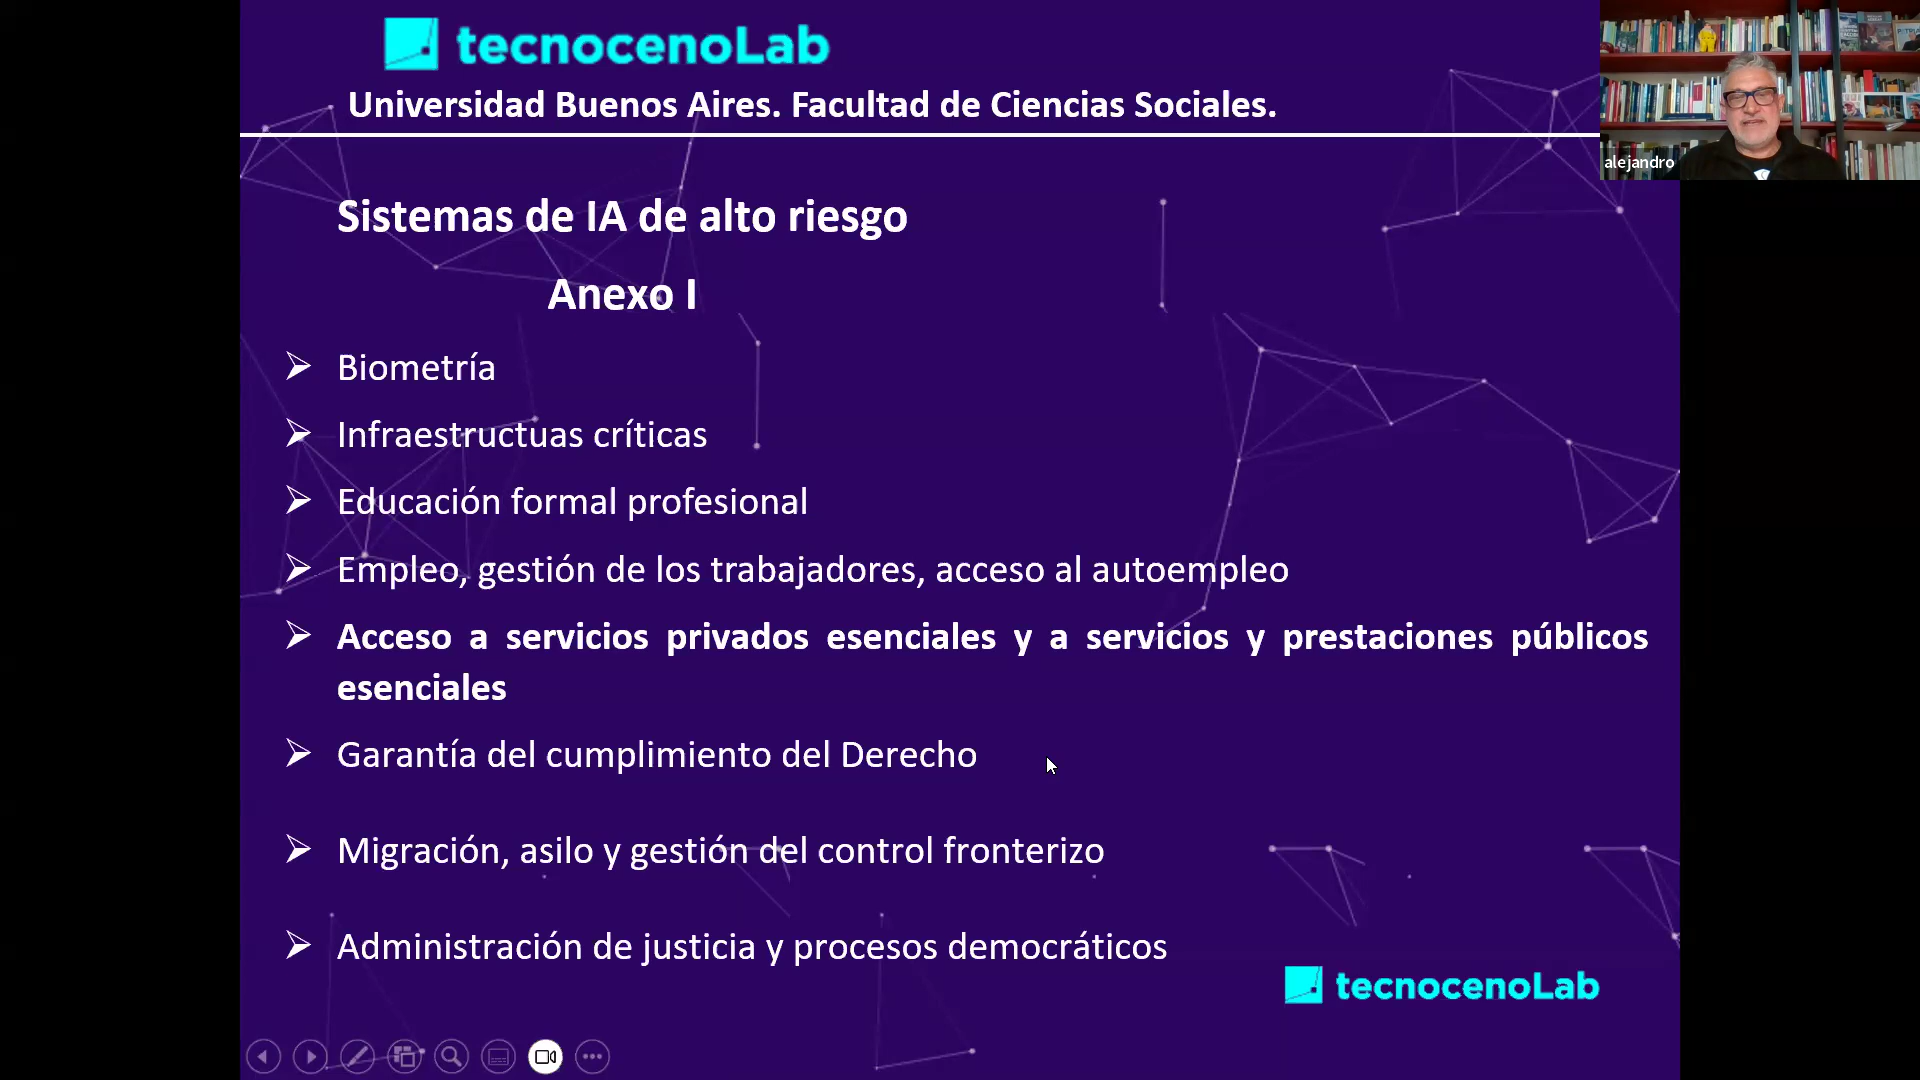 tecnocenoLab
Universidad Buenos Aires. Facultad de Ciencias Sociales.
alejandro
Sistemas de IA de alto riesgo
Anexo I
Biometría
Infraestructuas críticas
Educación formal profesional
Empleo, gestión de los trabajadores, acceso al autoempleo
Acceso a servicios privados esenciales y a servicios y prestaciones públicos
esenciales
Garantía del cumplimiento del Derecho
Migración, asilo y gestión del control fronterizo
Administración de justicia y procesos democráticos
tecnocenoLab